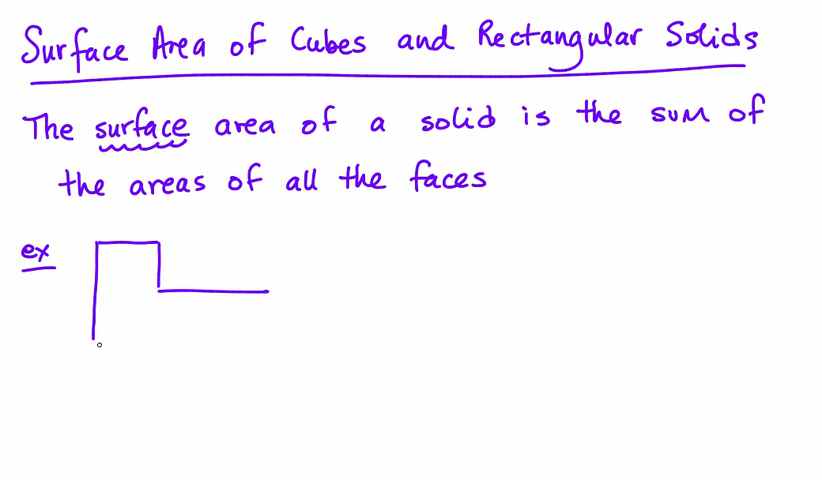 Surface Area of Cubes and Rectangular Solids
The surface area of a solid is the sum of
the areas of all the faces
ex